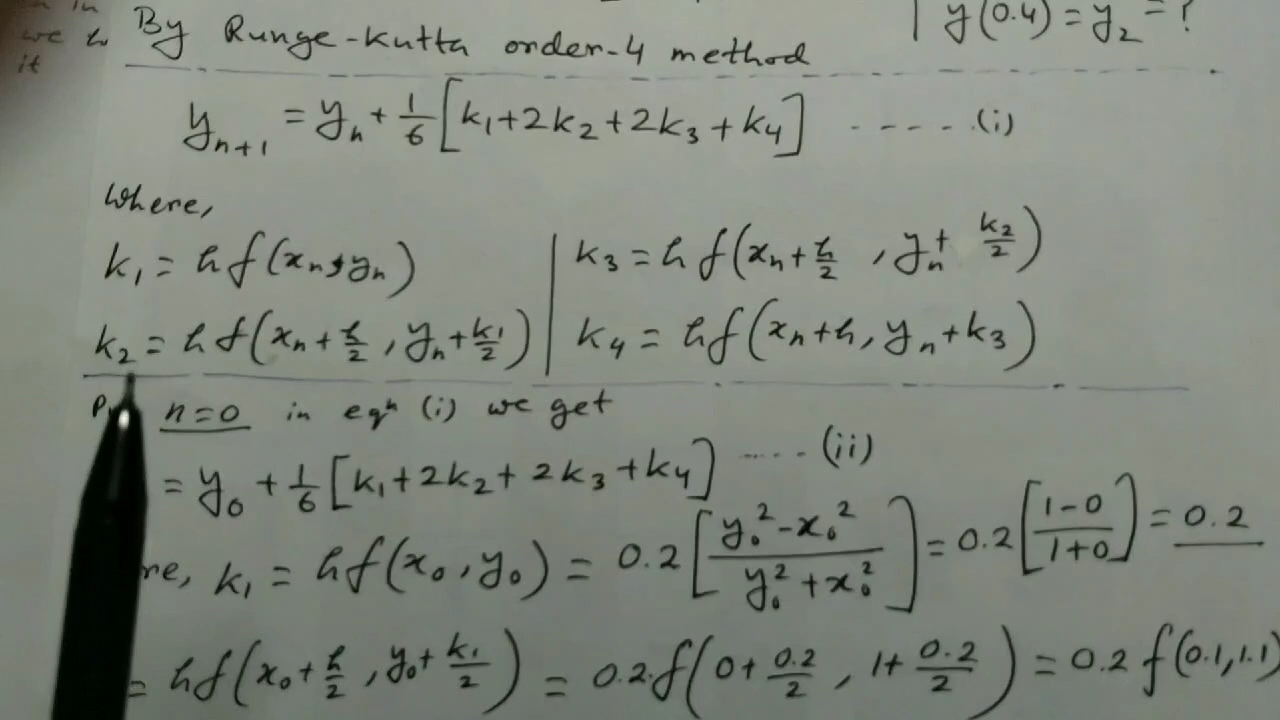 we
it
y(0.4) = y₂ = ?
By Runge-Kutta order-4 method
yₙ₊₁ = yₙ + 1/6 [k₁ + 2k₂ + 2k₃ + k₄] ----- .(i)
Where,
k₁ = hf(xₙ, yₙ) | k₃ = hf(xₙ + h/2, yₙ + k₂/2)
k₂ = hf(xₙ + h/2, yₙ + k₁/2) | k₄ = hf(xₙ + h, yₙ + k₃)
n=0 in eqⁿ (i) we get
= y₀ + 1/6 [k₁ + 2k₂ + 2k₃ + k₄] ..... (ii)
k₁ = hf(x₀, y₀) = 0.2 [(y₀² - x₀²)/(y₀² + x₀²)] = 0.2 [(1-0)/(1+0)] = 0.2
= hf(x₀ + h/2, y₀ + k₁/2) = 0.2 f(0 + 0.2/2, 1 + 0.2/2) = 0.2 f(0.1, 1.1)